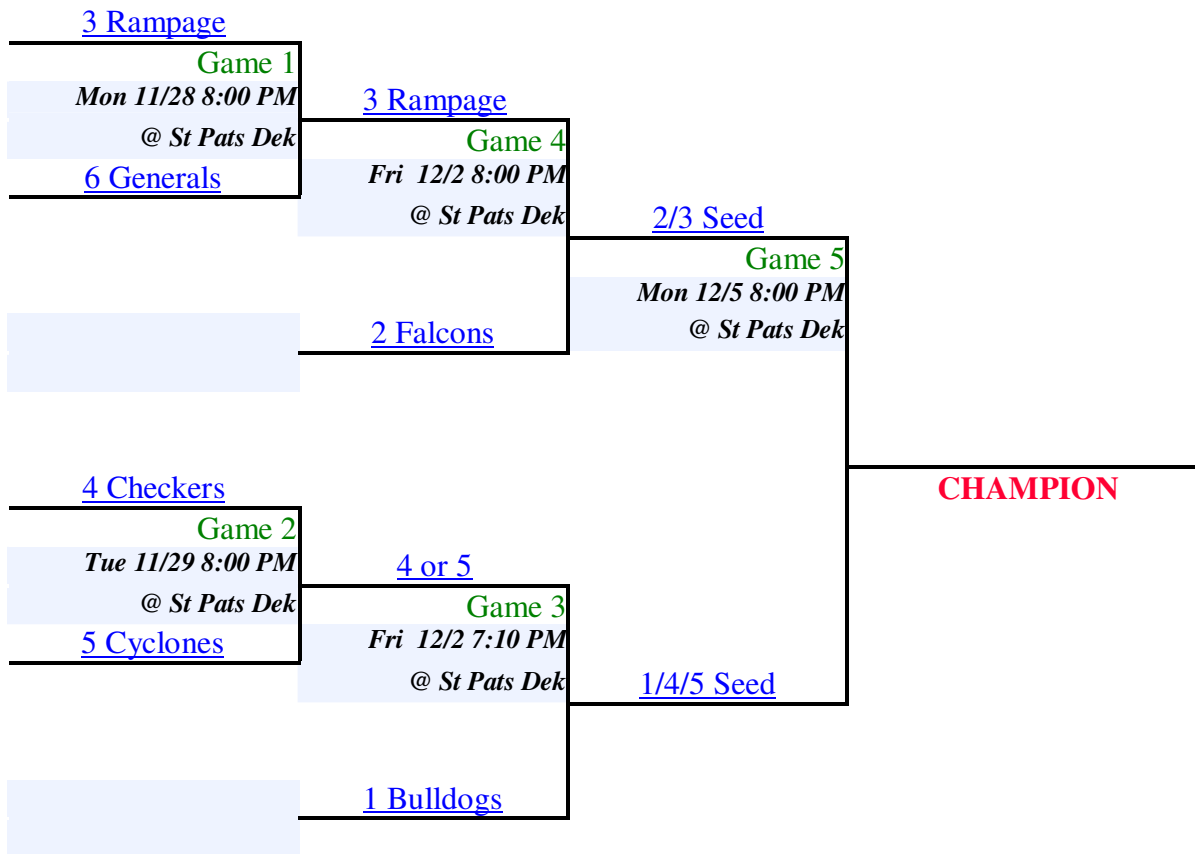 3 Rampage
Game 1
Mon 11/28 8:00 PM
@ St Pats Dek
6 Generals
3 Rampage
Game 4
Fri 12/2 8:00 PM
@ St Pats Dek
2 Falcons
2/3 Seed
Game 5
Mon 12/5 8:00 PM
@ St Pats Dek
4 Checkers
Game 2
Tue 11/29 8:00 PM
@ St Pats Dek
5 Cyclones
4 or 5
Game 3
Fri 12/2 7:10 PM
@ St Pats Dek
1 Bulldogs
1/4/5 Seed
CHAMPION